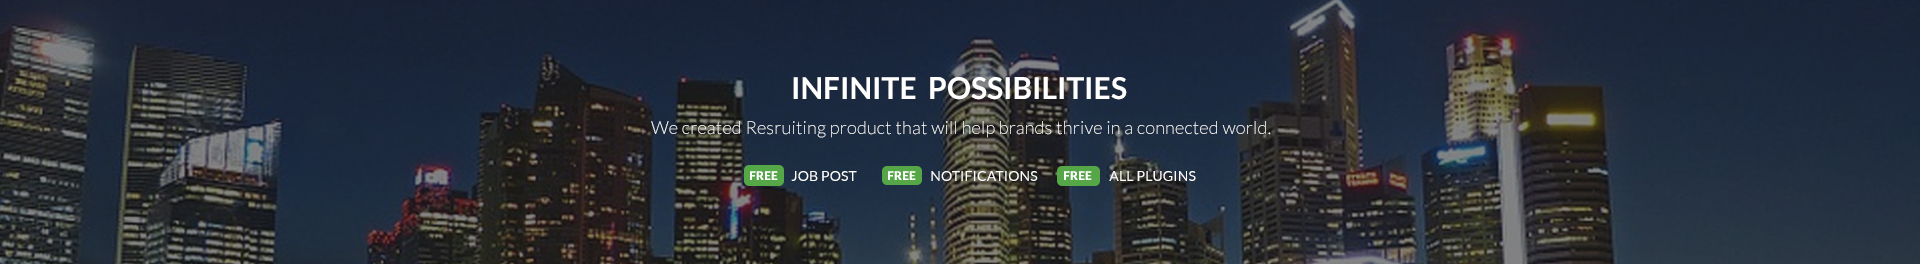 INFINITE POSSIBILITIES
We created Resruiting product that will help brands thrive in a connected world.
FREE JOB POST FREE NOTIFICATIONS FREE ALL PLUGINS